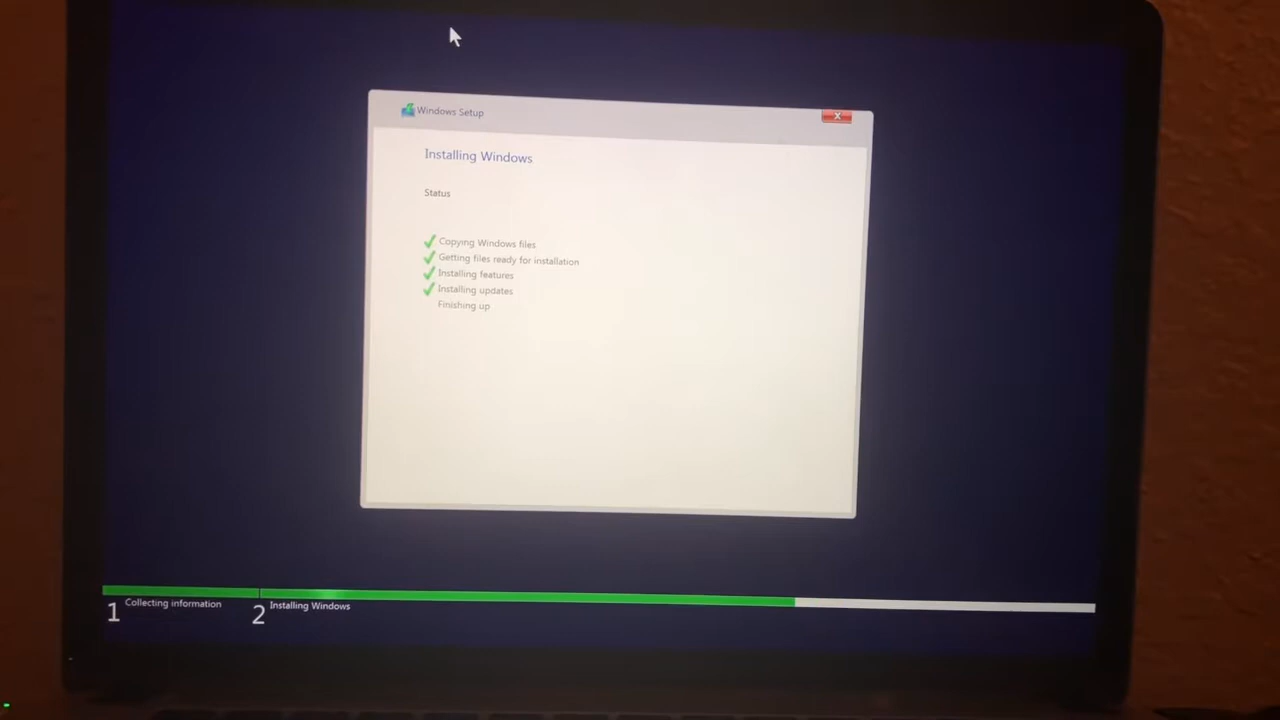 Windows Setup
X
Installing Windows
Status
Copying Windows files
Getting files ready for installation
Installing features
Installing updates
Finishing up
1 Collecting information
2 Installing Windows